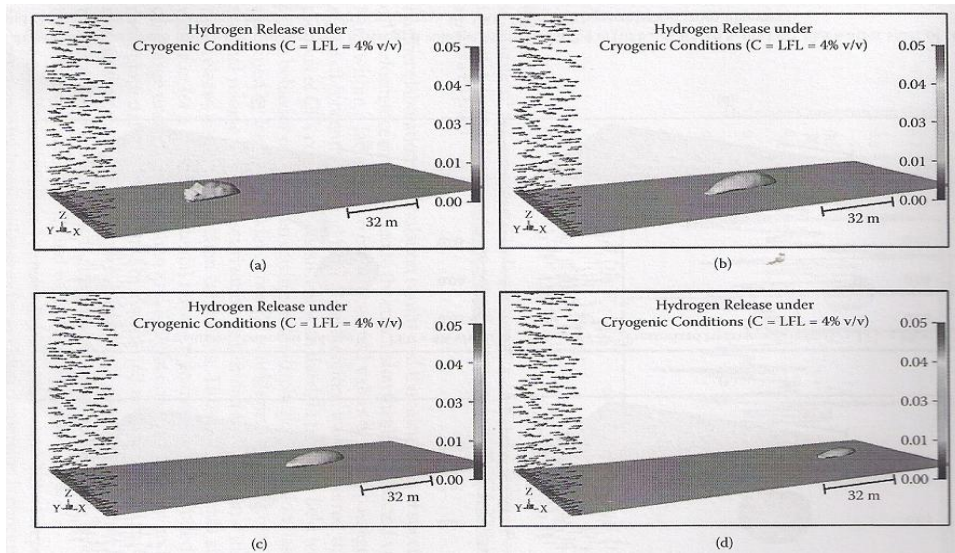 Hydrogen Release under
Cryogenic Conditions (C = LFL = 4% v/v)
0.05
0.04
0.03
0.01
0.00
32 m
Z
Y X
(a)
Hydrogen Release under
Cryogenic Conditions (C = LFL = 4% v/v)
0.05
0.04
0.03
0.01
0.00
32 m
Z
Y X
(b)
Hydrogen Release under
Cryogenic Conditions (C = LFL = 4% v/v)
0.05
0.04
0.03
0.01
0.00
32 m
Z
Y X
(c)
Hydrogen Release under
Cryogenic Conditions (C = LFL = 4% v/v)
0.05
0.04
0.03
0.01
0.00
32 m
Z
Y X
(d)